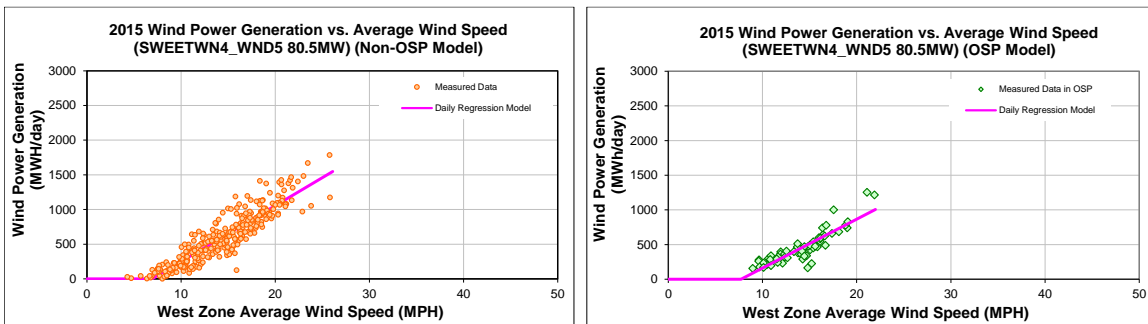 2015 Wind Power Generation vs. Average Wind Speed
(SWEETWN4_WND5 80.5MW) (Non-OSP Model)
3000
2500
2000
1500
1000
500
0
0 10 20 30 40 50
Wind Power Generation
(MWH/day)
West Zone Average Wind Speed (MPH)
Measured Data
Daily Regression Model
2015 Wind Power Generation vs. Average Wind Speed
(SWEETWN4_WND5 80.5MW) (OSP Model)
3000
2500
2000
1500
1000
500
0
0 10 20 30 40 50
Wind Power Generation
(MWh/day)
West Zone Average Wind Speed (MPH)
Measured Data in OSP
Daily Regression Model